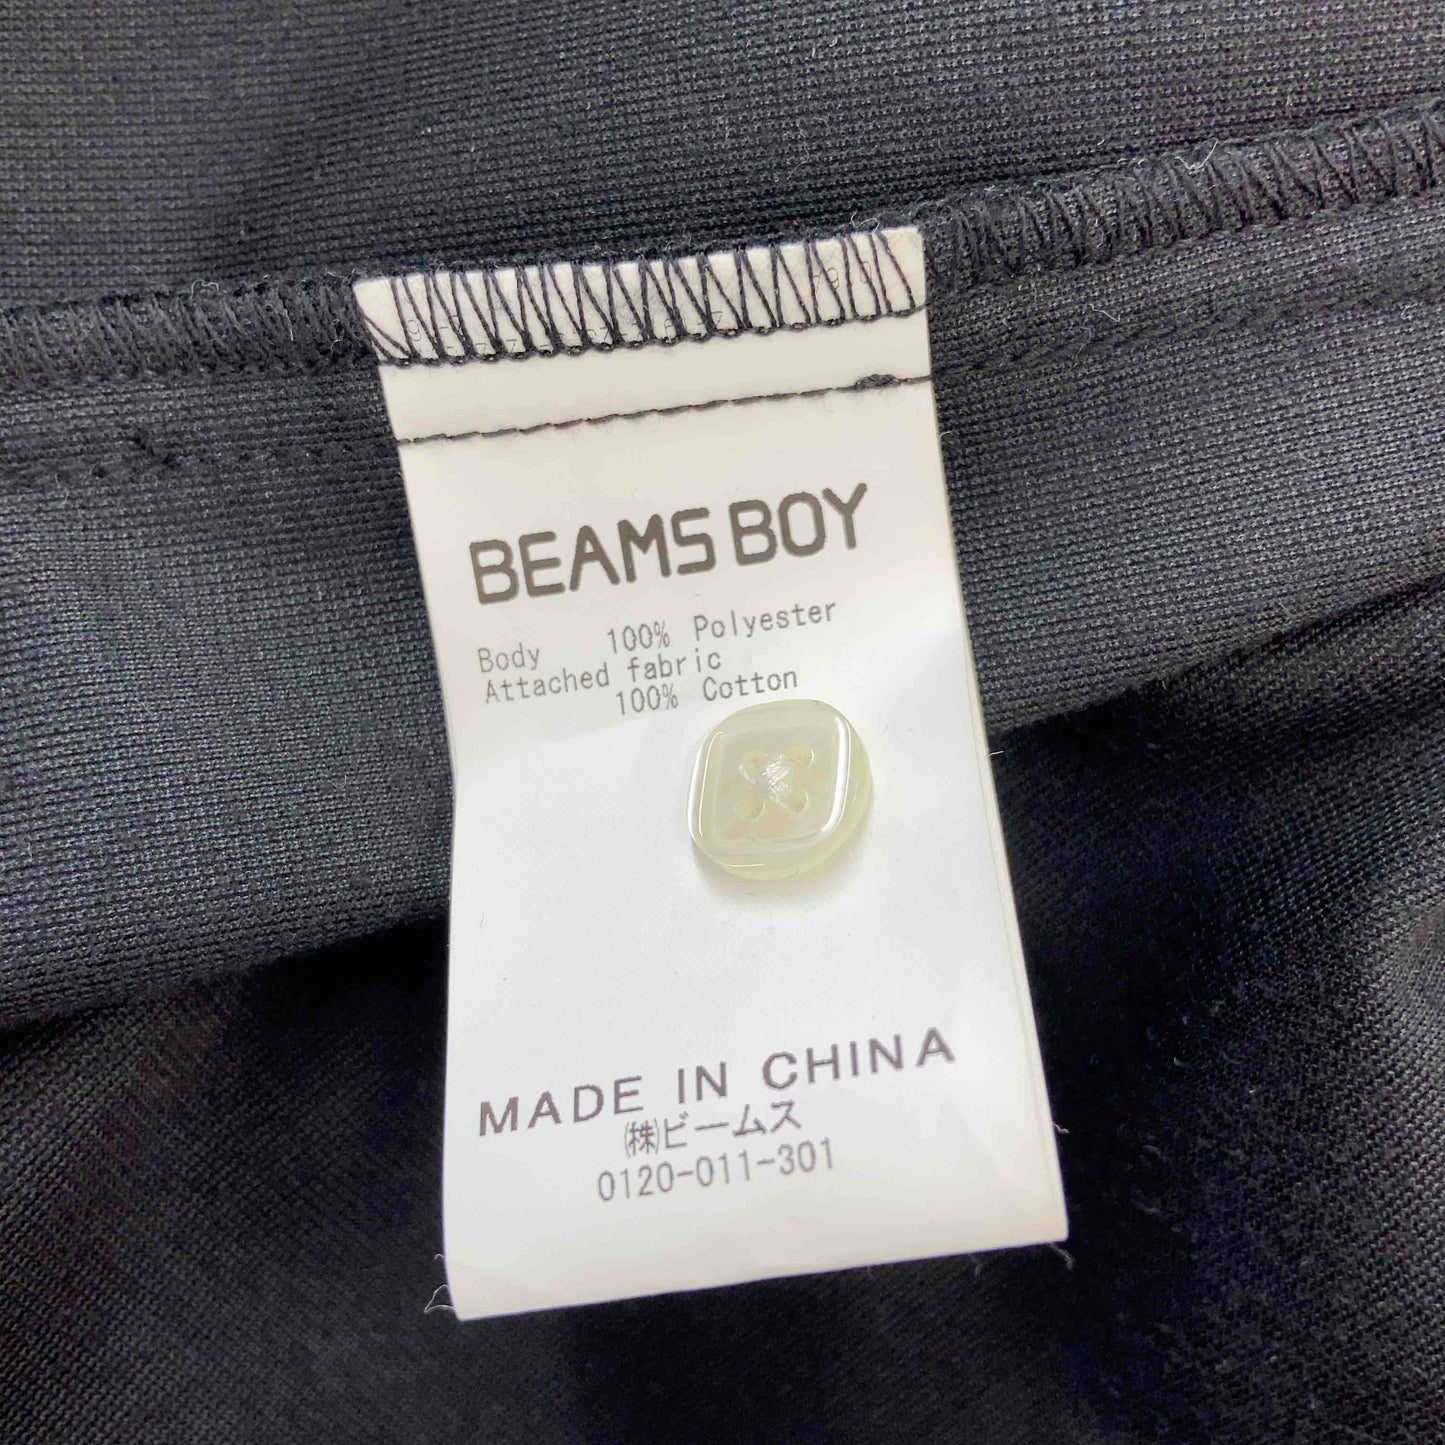 BEAMS BOY
Body 100% Polyester
Attached fabric
100% Cotton
MADE IN CHINA
㈱ビームス
0120-011-301